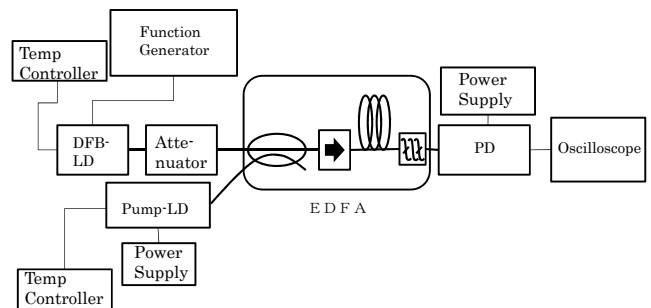 Function
Generator
Temp
Controller
Power
Supply
DFB-
LD
Atte-
nuator
PD
Oscilloscope
Pump-LD
EDFA
Power
Supply
Temp
Controller